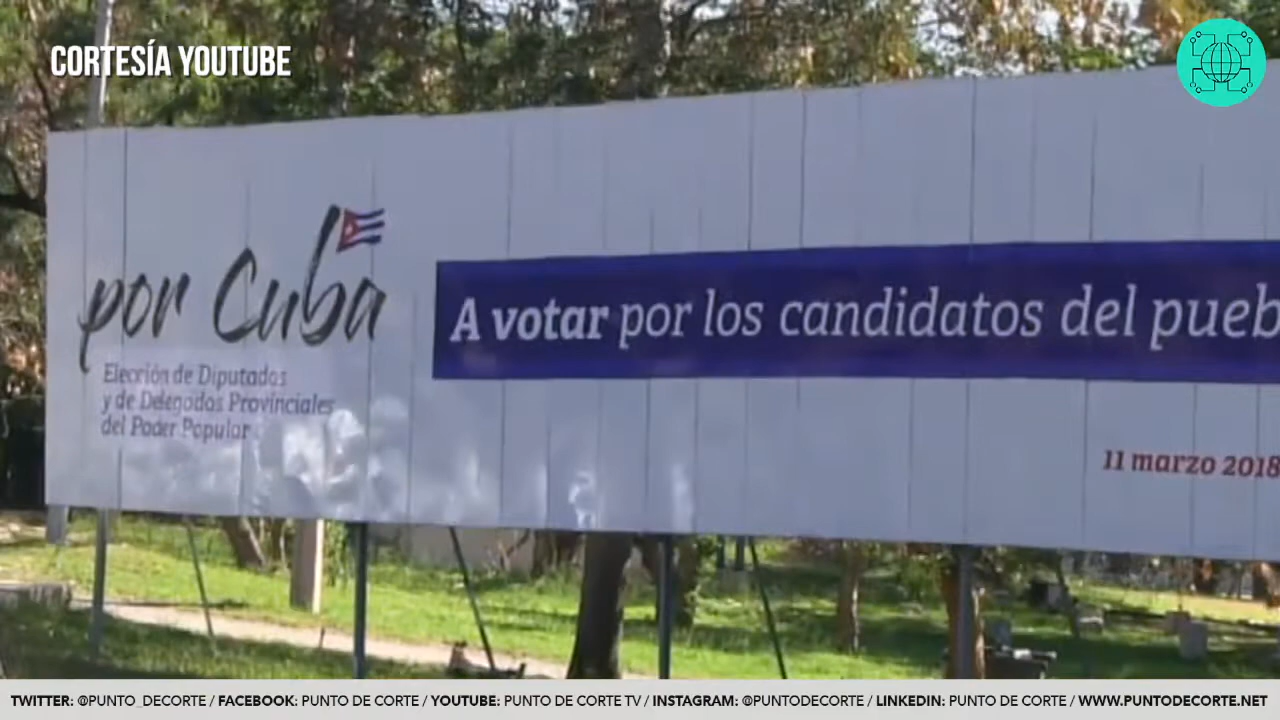 CORTESÍA YOUTUBE
por Cuba
Elección de Diputados
y de Delegados Provinciales
del Poder Popular
A votar por los candidatos del pueb
11 marzo 2018
TWITTER: @PUNTO_DECORTE / FACEBOOK: PUNTO DE CORTE / YOUTUBE: PUNTO DE CORTE TV / INSTAGRAM: @PUNTODECORTE / LINKEDIN: PUNTO DE CORTE / WWW.PUNTODECORTE.NET